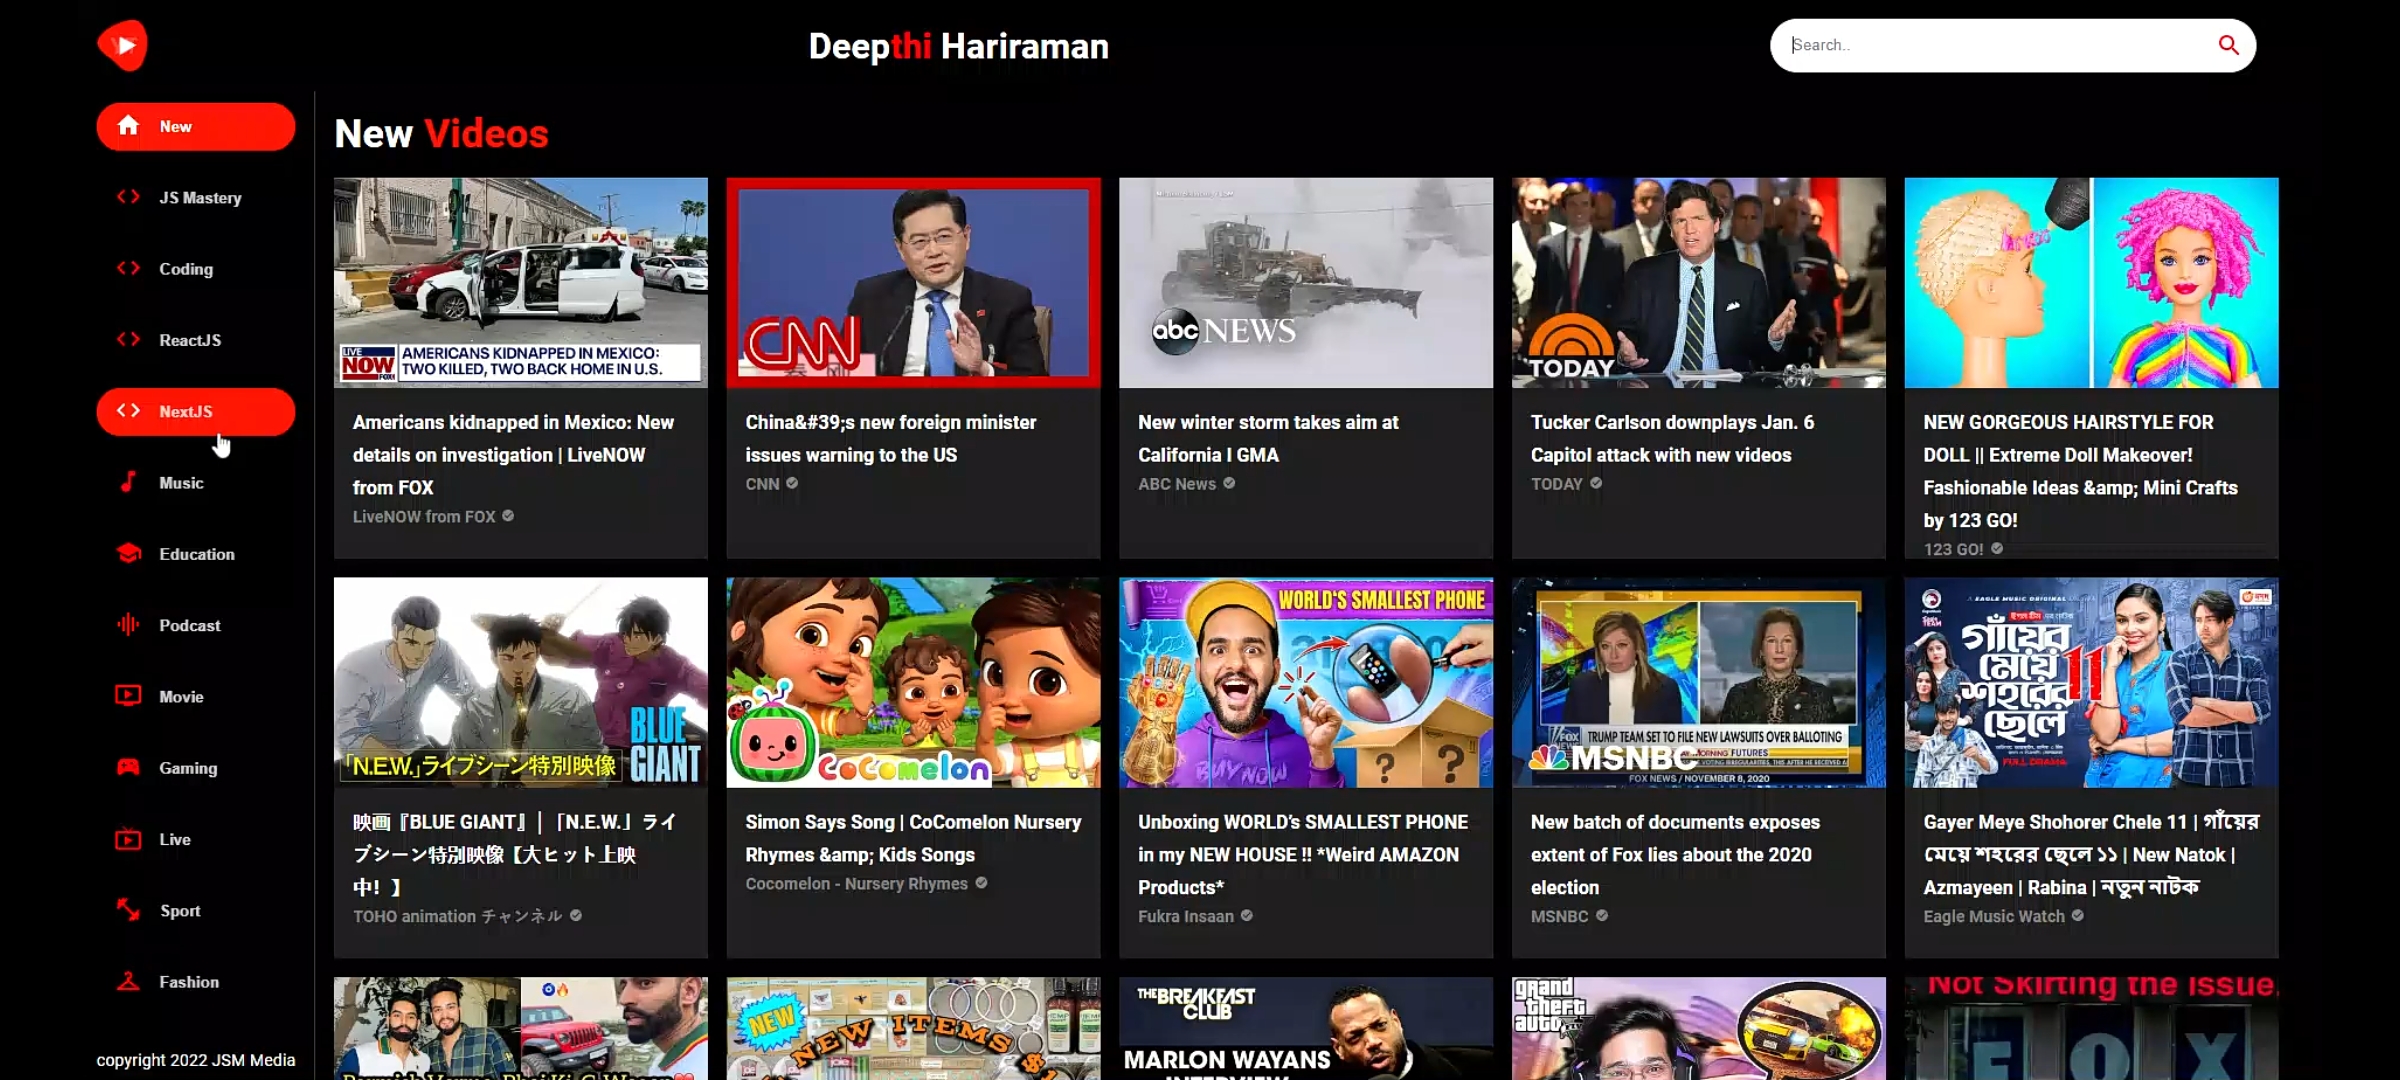 Deepthi Hariraman
Search..
New
JS Mastery
Coding
ReactJS
NextJS
Music
Education
Podcast
Movie
Gaming
Live
Sport
Fashion
copyright 2022 JSM Media
New Videos
LIVE NOW FOX
AMERICANS KIDNAPPED IN MEXICO:
TWO KILLED, TWO BACK HOME IN U.S.
Americans kidnapped in Mexico: New
details on investigation | LiveNOW
from FOX
LiveNOW from FOX
CNN
China&#39;s new foreign minister
issues warning to the US
CNN
abc NEWS
New winter storm takes aim at
California l GMA
ABC News
TODAY
Tucker Carlson downplays Jan. 6
Capitol attack with new videos
TODAY
NEW GORGEOUS HAIRSTYLE FOR
DOLL || Extreme Doll Makeover!
Fashionable Ideas &amp; Mini Crafts
by 123 GO!
123 GO!
BLUE
GIANT
「N.E.W.」ライブシーン特別映像
映画『BLUE GIANT』│「N.E.W.」ライ
ブシーン特別映像【大ヒット上映
中！】
TOHO animation チャンネル
CoComelon
Simon Says Song | CoComelon Nursery
Rhymes &amp; Kids Songs
Cocomelon - Nursery Rhymes
WORLD'S SMALLEST PHONE
BUY NOW
? ?
Unboxing WORLD’s SMALLEST PHONE
in my NEW HOUSE !! *Weird AMAZON
Products*
Fukra Insaan
TRUMP TEAM SET TO FILE NEW LAWSUITS OVER BALLOTING
MSNBC
FUTURES
FOX NEWS / NOVEMBER 8, 2020
New batch of documents exposes
extent of Fox lies about the 2020
election
MSNBC
A EAGLE MUSIC ORIGINAL
গাঁয়ের
মেয়ে 11
শহরের
ছেলে
FULL DRAMA
Gayer Meye Shohorer Chele 11 | গাঁয়ের
মেয়ে শহরের ছেলে ১১ | New Natok |
Azmayeen | Rabina | নতুন নাটক
Eagle Music Watch
NEW
NEW ITEMS
THE BREAKFAST
CLUB
MARLON WAYANS
INTERVIEW
grand
theft
auto
Not Skirting the Issue
FOX